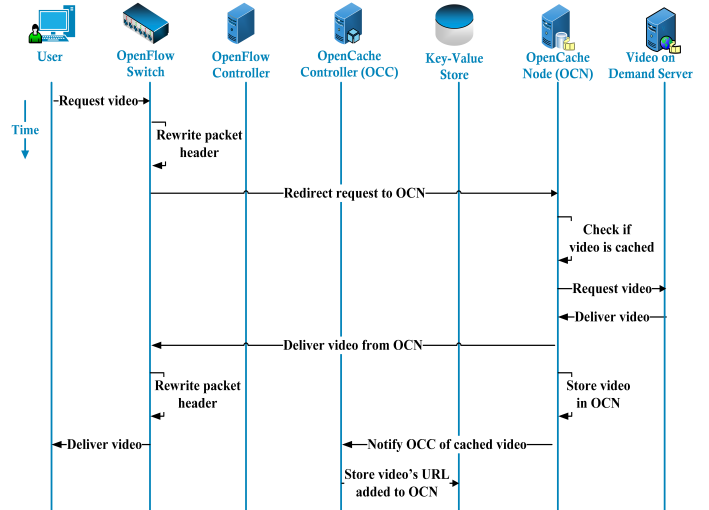 User
OpenFlow
Switch
OpenFlow
Controller
OpenCache
Controller (OCC)
Key-Value
Store
OpenCache
Node (OCN)
Video on
Demand Server
Time
Request video
Rewrite packet
header
Redirect request to OCN
Check if
video is cached
Request video
Deliver video
Deliver video from OCN
Rewrite packet
header
Store video
in OCN
Deliver video
Notify OCC of cached video
Store video's URL
added to OCN